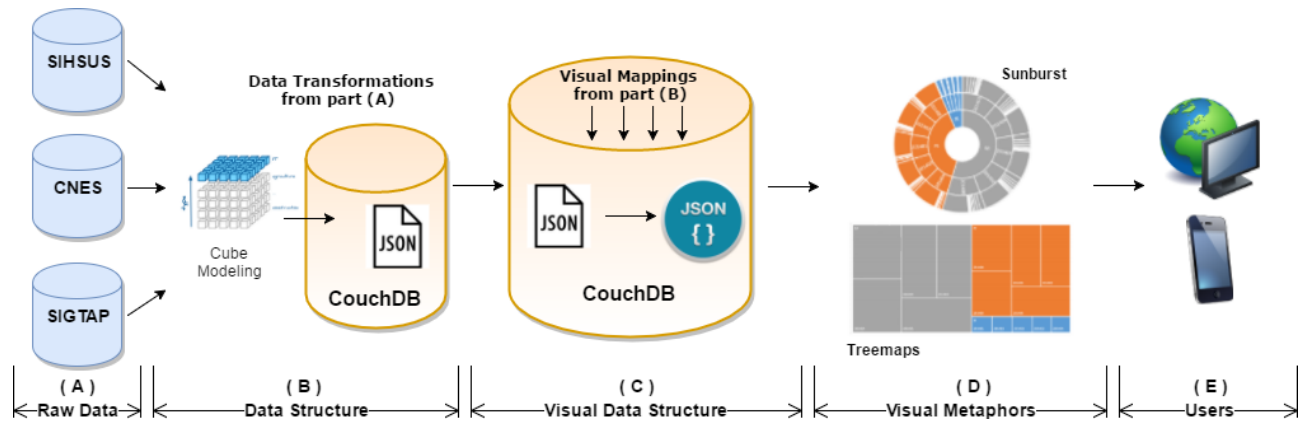 SIHSUS
CNES
SIGTAP
Data Transformations
from part (A)
Cube
Modeling
JSON
CouchDB
Visual Mappings
from part (B)
JSON
JSON
{ }
CouchDB
Sunburst
Treemaps
( A )
Raw Data
( B )
Data Structure
( C )
Visual Data Structure
( D )
Visual Metaphors
( E )
Users